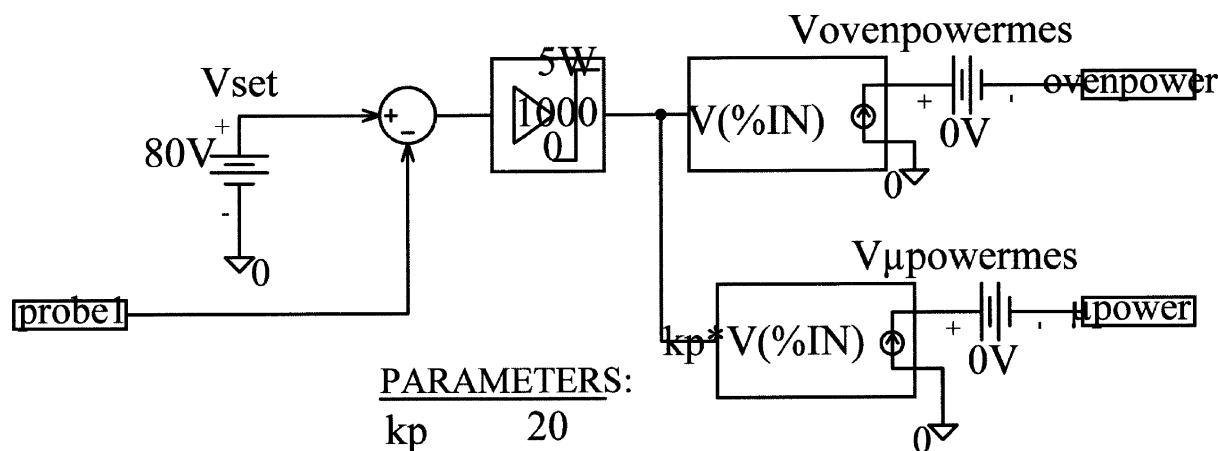 Vset
+
80V
-
0
probe1
+
-
5W
1000
0
V(%IN)
0
Vovenpowermes
+
-
0V
ovenpower
kp*V(%IN)
0
Vµpowermes
+
-
0V
µpower
PARAMETERS:
kp 20